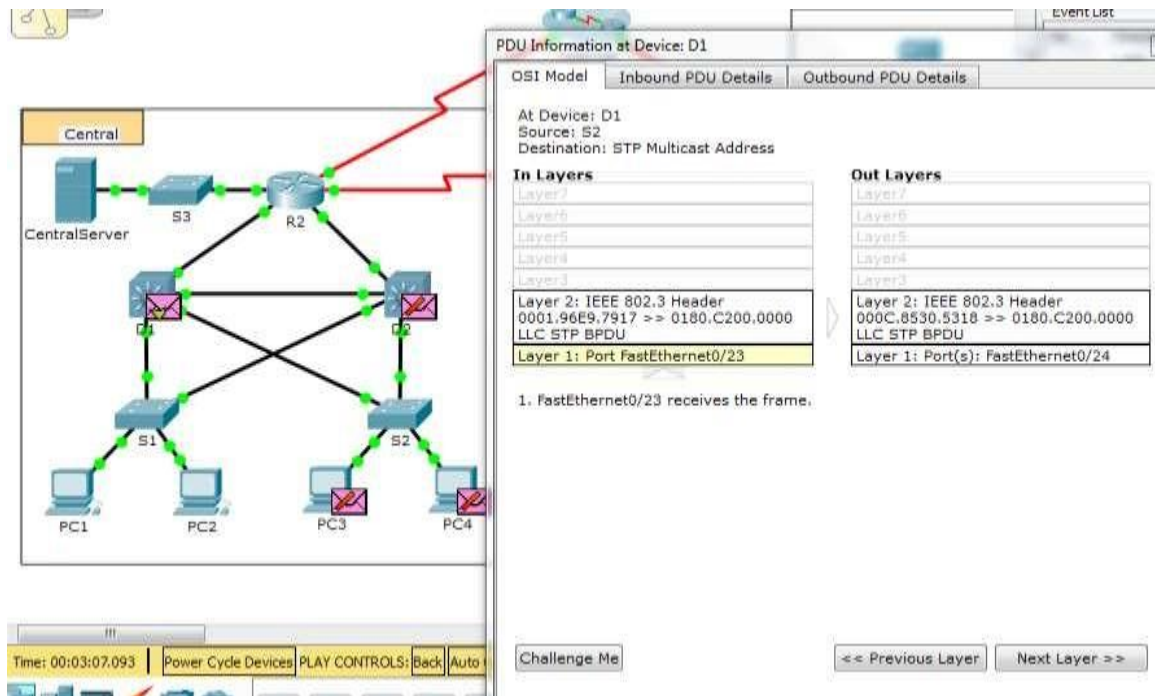 Event List
PDU Information at Device: D1
OSI Model
Inbound PDU Details
Outbound PDU Details
At Device: D1
Source: S2
Destination: STP Multicast Address
In Layers
Out Layers
Layer7
Layer7
Layer6
Layer6
Layer5
Layer5
Layer4
Layer4
Layer3
Layer3
Layer 2: IEEE 802.3 Header
0001.96E9.7917 >> 0180.C200.0000
LLC STP BPDU
Layer 2: IEEE 802.3 Header
000C.8530.5318 >> 0180.C200.0000
LLC STP BPDU
Layer 1: Port FastEthernet0/23
Layer 1: Port(s): FastEthernet0/24
1. FastEthernet0/23 receives the frame.
Challenge Me
<< Previous Layer
Next Layer >>
Central
CentralServer
S3
R2
D1
D2
S1
S2
PC1
PC2
PC3
PC4
Time: 00:03:07.093
Power Cycle Devices
PLAY CONTROLS:
Back
Auto